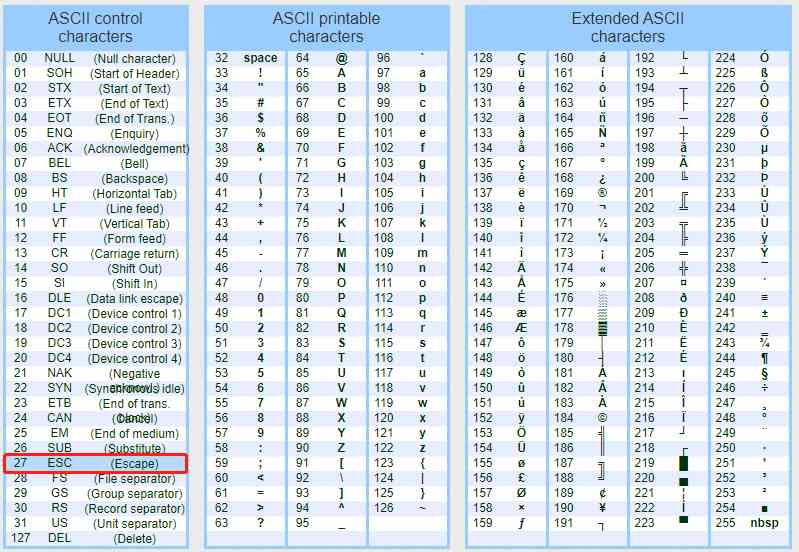 ASCII control
characters
00 NULL (Null character)
01 SOH (Start of Header)
02 STX (Start of Text)
03 ETX (End of Text)
04 EOT (End of Trans.)
05 ENQ (Enquiry)
06 ACK (Acknowledgement)
07 BEL (Bell)
08 BS (Backspace)
09 HT (Horizontal Tab)
10 LF (Line feed)
11 VT (Vertical Tab)
12 FF (Form feed)
13 CR (Carriage return)
14 SO (Shift Out)
15 SI (Shift In)
16 DLE (Data link escape)
17 DC1 (Device control 1)
18 DC2 (Device control 2)
19 DC3 (Device control 3)
20 DC4 (Device control 4)
21 NAK (Negative
22 SYN (Synchronous idle)
23 ETB (End of trans.
24 CAN (Cancel)
25 EM (End of medium)
26 SUB (Substitute)
27 ESC (Escape)
28 FS (File separator)
29 GS (Group separator)
30 RS (Record separator)
31 US (Unit separator)
127 DEL (Delete)
ASCII printable
characters
32 space 64 @ 96 `
33 ! 65 A 97 a
34 " 66 B 98 b
35 # 67 C 99 c
36 $ 68 D 100 d
37 % 69 E 101 e
38 & 70 F 102 f
39 ' 71 G 103 g
40 ( 72 H 104 h
41 ) 73 I 105 i
42 * 74 J 106 j
43 + 75 K 107 k
44 , 76 L 108 l
45 - 77 M 109 m
46 . 78 N 110 n
47 / 79 O 111 o
48 0 80 P 112 p
49 1 81 Q 113 q
50 2 82 R 114 r
51 3 83 S 115 s
52 4 84 T 116 t
53 5 85 U 117 u
54 6 86 V 118 v
55 7 87 W 119 w
56 8 88 X 120 x
57 9 89 Y 121 y
58 : 90 Z 122 z
59 ; 91 [ 123 {
60 < 92 \ 124 |
61 = 93 ] 125 }
62 > 94 ^ 126 ~
63 ? 95 _
Extended ASCII
characters
128 Ç 160 á 192 └ 224 Ó
129 ü 161 í 193 ┴ 225 ß
130 é 162 ó 194 ┬ 226 Ô
131 â 163 ú 195 ├ 227 Ò
132 ä 164 ñ 196 ─ 228 õ
133 à 165 Ñ 197 ┼ 229 Õ
134 å 166 ª 198 ã 230 µ
135 ç 167 º 199 Ã 231 þ
136 ê 168 ¿ 200 ╚ 232 Þ
137 ë 169 ® 201 ╔ 233 Ú
138 è 170 ¬ 202 ╩ 234 Û
139 ï 171 ½ 203 ╦ 235 Ù
140 î 172 ¼ 204 ╠ 236 ý
141 ì 173 ¡ 205 ═ 237 Ý
142 Ä 174 « 206 ╬ 238 ¯
143 Å 175 » 207 ¤ 239 ´
144 É 176 ░ 208 ð 240 ≡
145 æ 177 ▒ 209 Ð 241 ±
146 Æ 178 ▓ 210 Ê 242 ‗
147 ô 179 │ 211 Ë 243 ¾
148 ö 180 ┤ 212 È 244 ¶
149 ò 181 Á 213 ı 245 §
150 û 182 Â 214 Í 246 ÷
151 ù 183 À 215 Î 247 ¸
152 ÿ 184 © 216 Ï 248 °
153 Ö 185 ╣ 217 ┘ 249 ¨
154 Ü 186 ║ 218 ┌ 250 ·
155 ø 187 ╗ 219 █ 251 ¹
156 £ 188 ╝ 220 ▄ 252 ³
157 Ø 189 ¢ 221 ¦ 253 ²
158 × 190 ¥ 222 Ì 254 ■
159 ƒ 191 ┐ 223 ▀ 255 nbsp